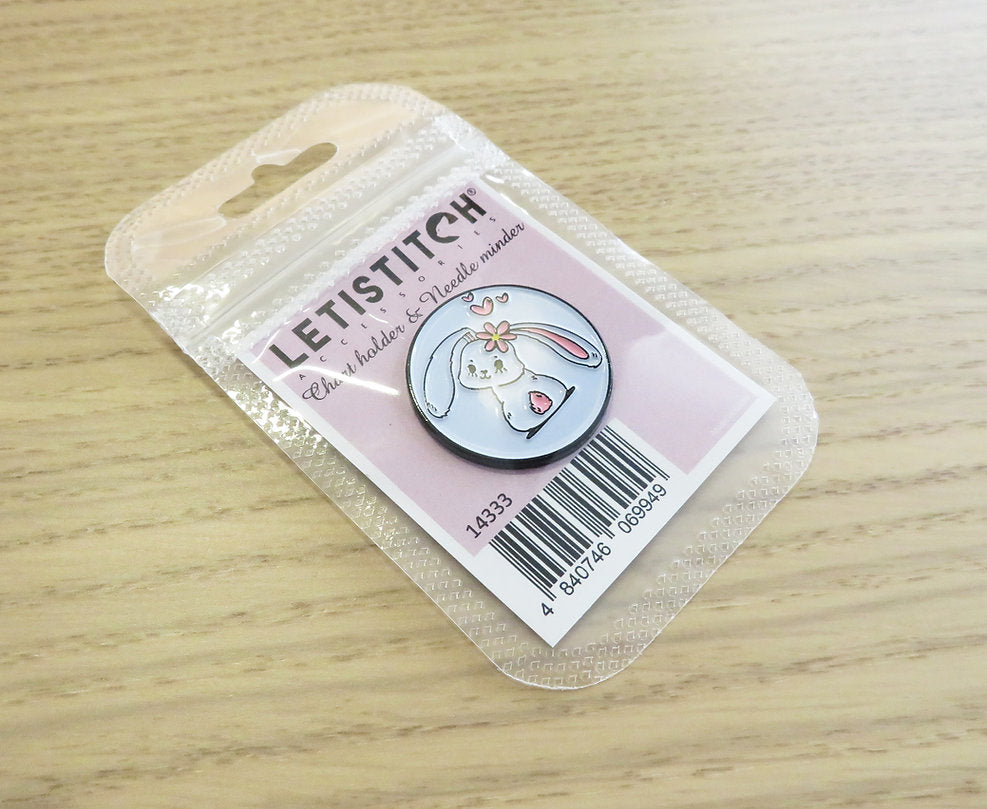 LETISTITCH®
ACCESSORIES
Chart holder & Needle minder
14333
4 840746 069949